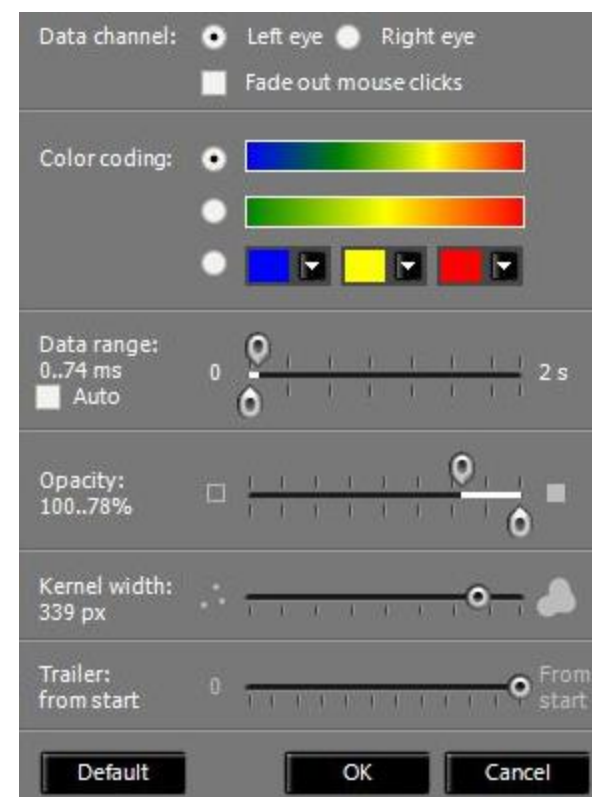 Data channel: Left eye Right eye
Fade out mouse clicks
Color coding:
Data range:
0..74 ms
0 2 s
Auto
Opacity:
100..78%
Kernel width:
339 px
Trailer:
from start
0 From
start
Default OK Cancel